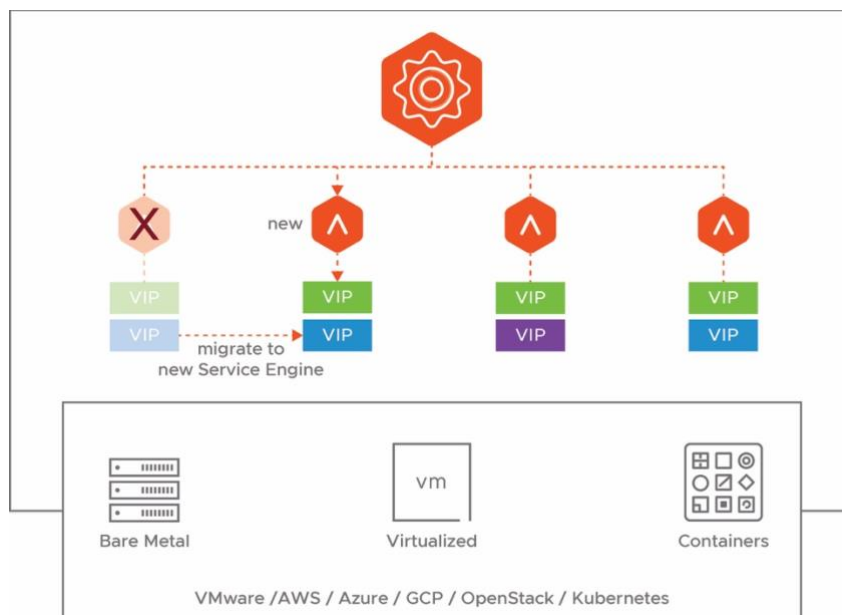 X
new
VIP
VIP
VIP
VIP
VIP
VIP
VIP
VIP
migrate to
new Service Engine
vm
Bare Metal
Virtualized
Containers
VMware /AWS / Azure / GCP / OpenStack / Kubernetes